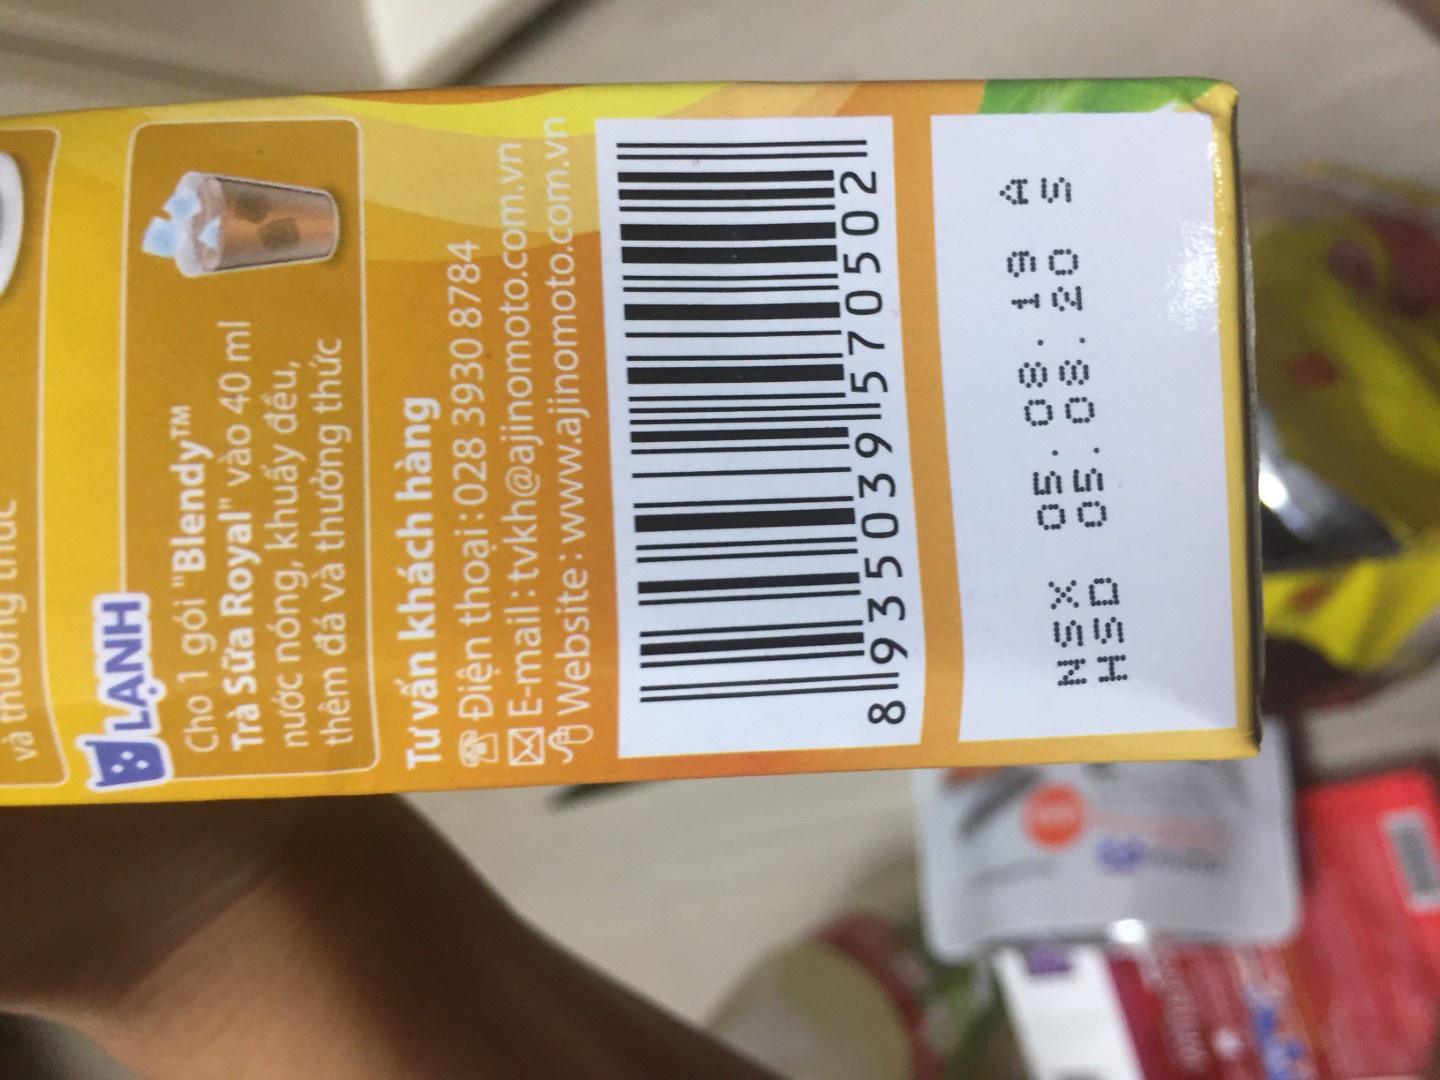 và thưởng thức
LẠNH
Cho 1 gói "Blendy™
Trà Sữa Royal" vào 40 ml
nước nóng, khuấy đều,
thêm đá và thưởng thức
Tư vấn khách hàng
Điện thoại : 028 3930 8784
E-mail : tvkh@ajinomoto.com.vn
Website : www.ajinomoto.com.vn
8 935039 570502
NSX 05. 08. 19 A
HSD 05. 08. 20 S